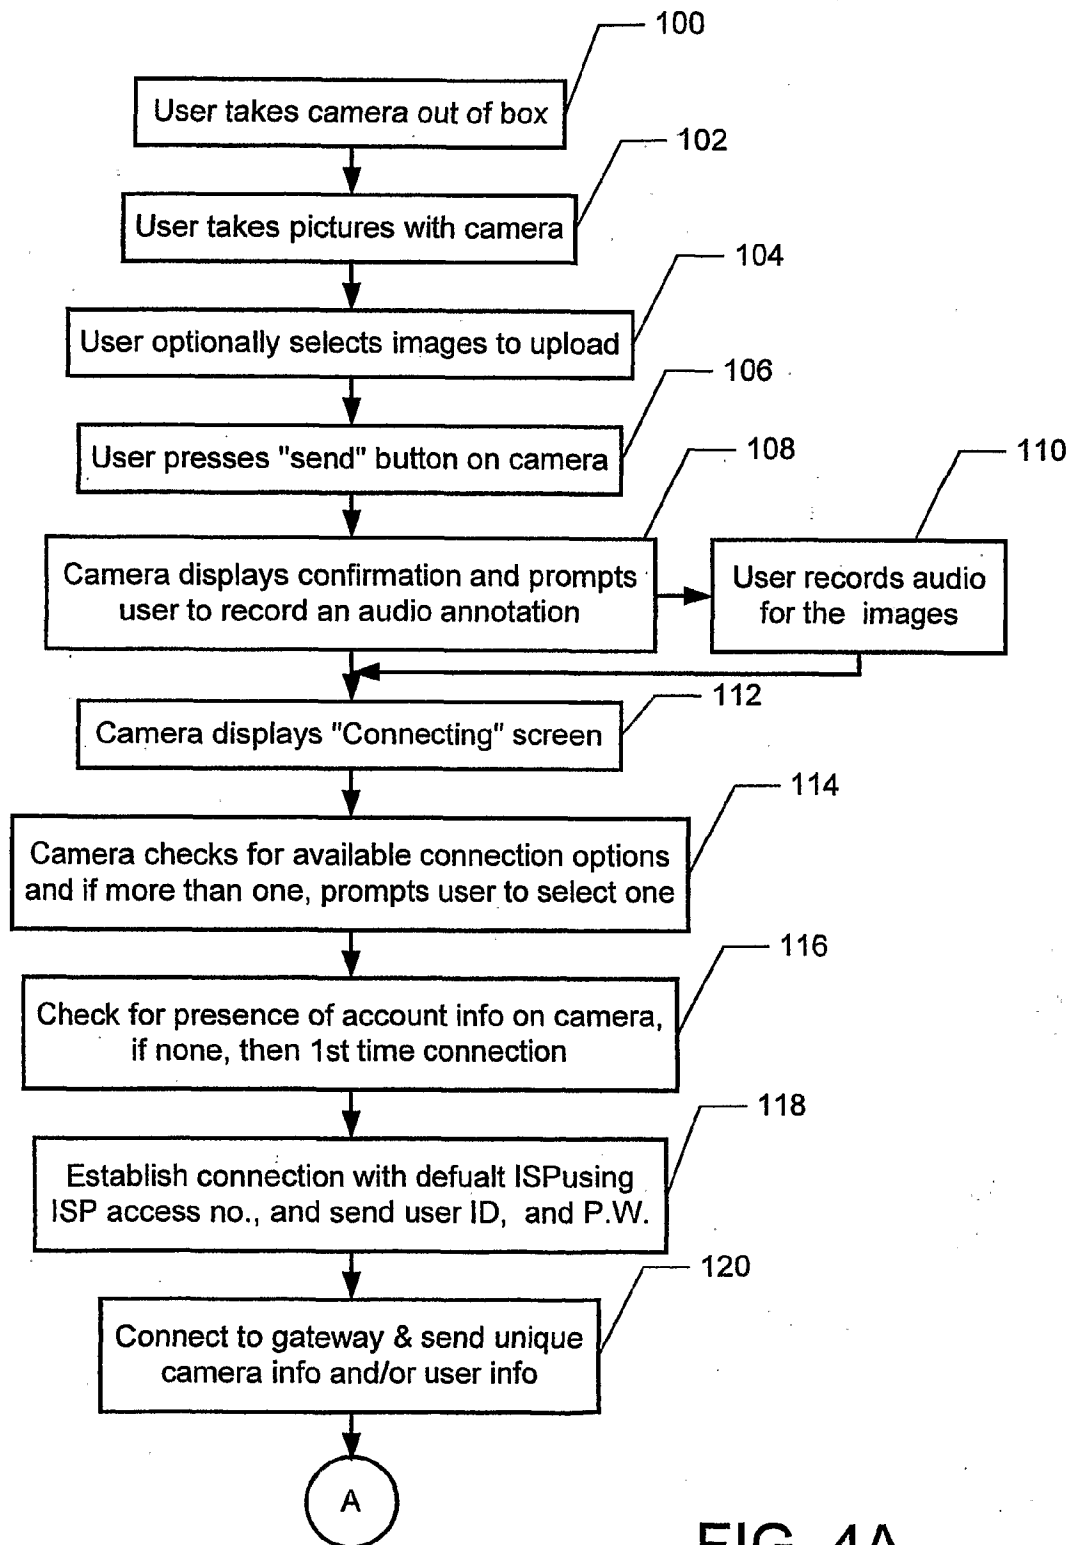 100
User takes camera out of box
102
User takes pictures with camera
104
User optionally selects images to upload
106
User presses "send" button on camera
108
110
Camera displays confirmation and prompts
user to record an audio annotation
User records audio
for the images
112
Camera displays "Connecting" screen
114
Camera checks for available connection options
and if more than one, prompts user to select one
116
Check for presence of account info on camera,
if none, then 1st time connection
118
Establish connection with defualt ISPusing
ISP access no., and send user ID, and P.W.
120
Connect to gateway & send unique
camera info and/or user info
A
FIG. 4A